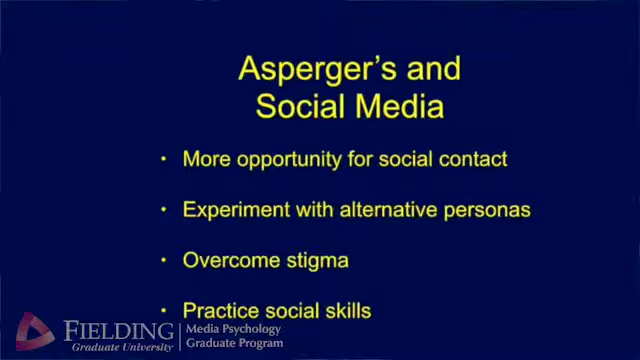 Asperger's and
Social Media
• More opportunity for social contact
• Experiment with alternative personas
• Overcome stigma
• Practice social skills
FIELDING
Graduate University
Media Psychology
Graduate Program